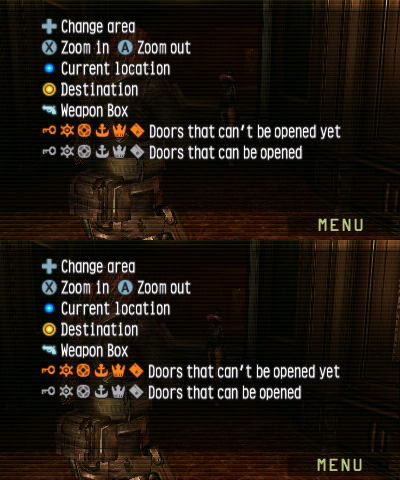 Change area
X Zoom in A Zoom out
Current location
Destination
Weapon Box
Doors that can't be opened yet
Doors that can be opened
MENU
Change area
X Zoom in A Zoom out
Current location
Destination
Weapon Box
Doors that can't be opened yet
Doors that can be opened
MENU